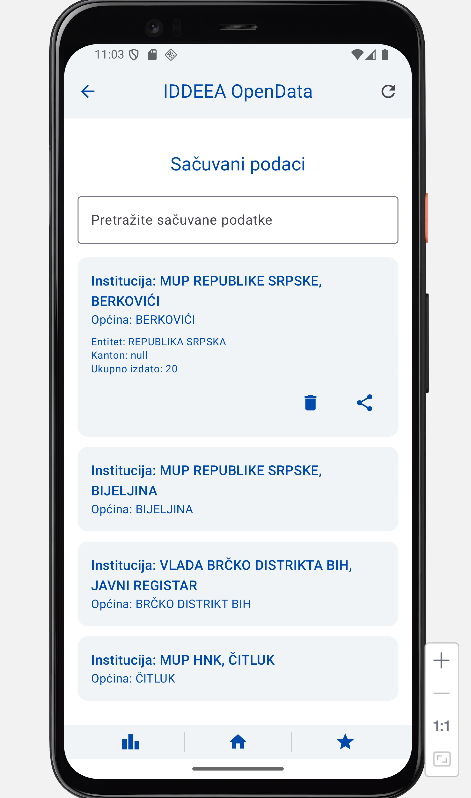 11:03
IDDEEA OpenData
Sačuvani podaci
Pretražite sačuvane podatke
Institucija: MUP REPUBLIKE SRPSKE,
BERKOVIĆI
Općina: BERKOVIĆI
Entitet: REPUBLIKA SRPSKA
Kanton: null
Ukupno izdato: 20
Institucija: MUP REPUBLIKE SRPSKE,
BIJELJINA
Općina: BIJELJINA
Institucija: VLADA BRČKO DISTRIKTA BIH,
JAVNI REGISTAR
Općina: BRČKO DISTRIKT BIH
Institucija: MUP HNK, ČITLUK
Općina: ČITLUK
1:1